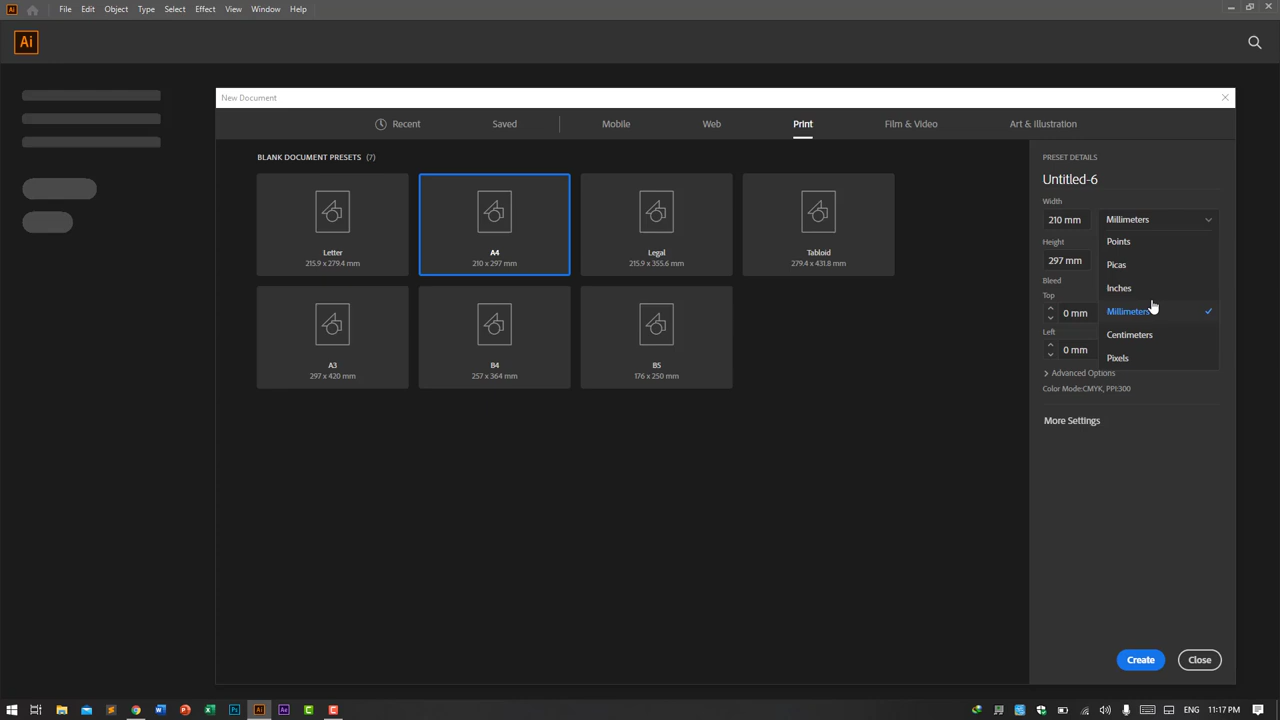 Ai File Edit Object Type Select Effect View Window Help
Ai
New Document
Recent Saved Mobile Web Print Film & Video Art & Illustration
BLANK DOCUMENT PRESETS (7)
Letter
215.9 x 279.4 mm
A4
210 x 297 mm
Legal
215.9 x 355.6 mm
Tabloid
279.4 x 431.8 mm
A3
297 x 420 mm
B4
257 x 364 mm
B5
176 x 250 mm
PRESET DETAILS
Untitled-6
Width
210 mm Millimeters
Height
297 mm
Points
Picas
Inches
Millimeters
Centimeters
Pixels
Bleed
Top
0 mm
Left
0 mm
Advanced Options
Color Mode:CMYK, PPI:300
More Settings
Create Close
Ps Ai Ae ENG 11:17 PM